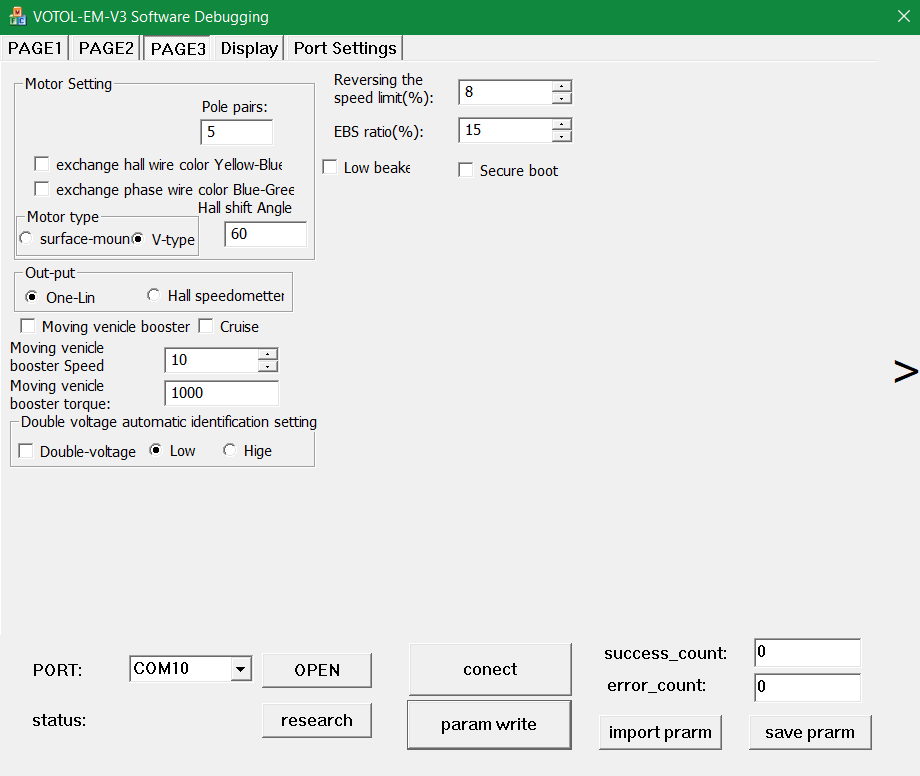 VOTOL-EM-V3 Software Debugging
PAGE1 PAGE2 PAGE3 Display Port Settings
Motor Setting
Pole pairs:
5
exchange hall wire color Yellow-Blue
exchange phase wire color Blue-Gree
Hall shift Angle
60
Motor type
surface-moun V-type
Out-put
One-Lin Hall speedometter
Moving venicle booster Cruise
Moving venicle
booster Speed
10
Moving venicle
booster torque:
1000
Double voltage automatic identification setting
Double-voltage Low Hige
Reversing the
speed limit(%):
8
EBS ratio(%):
15
Low beake Secure boot
>
PORT: COM10 OPEN conect
status: research param write
success_count: 0
error_count: 0
import prarm save prarm